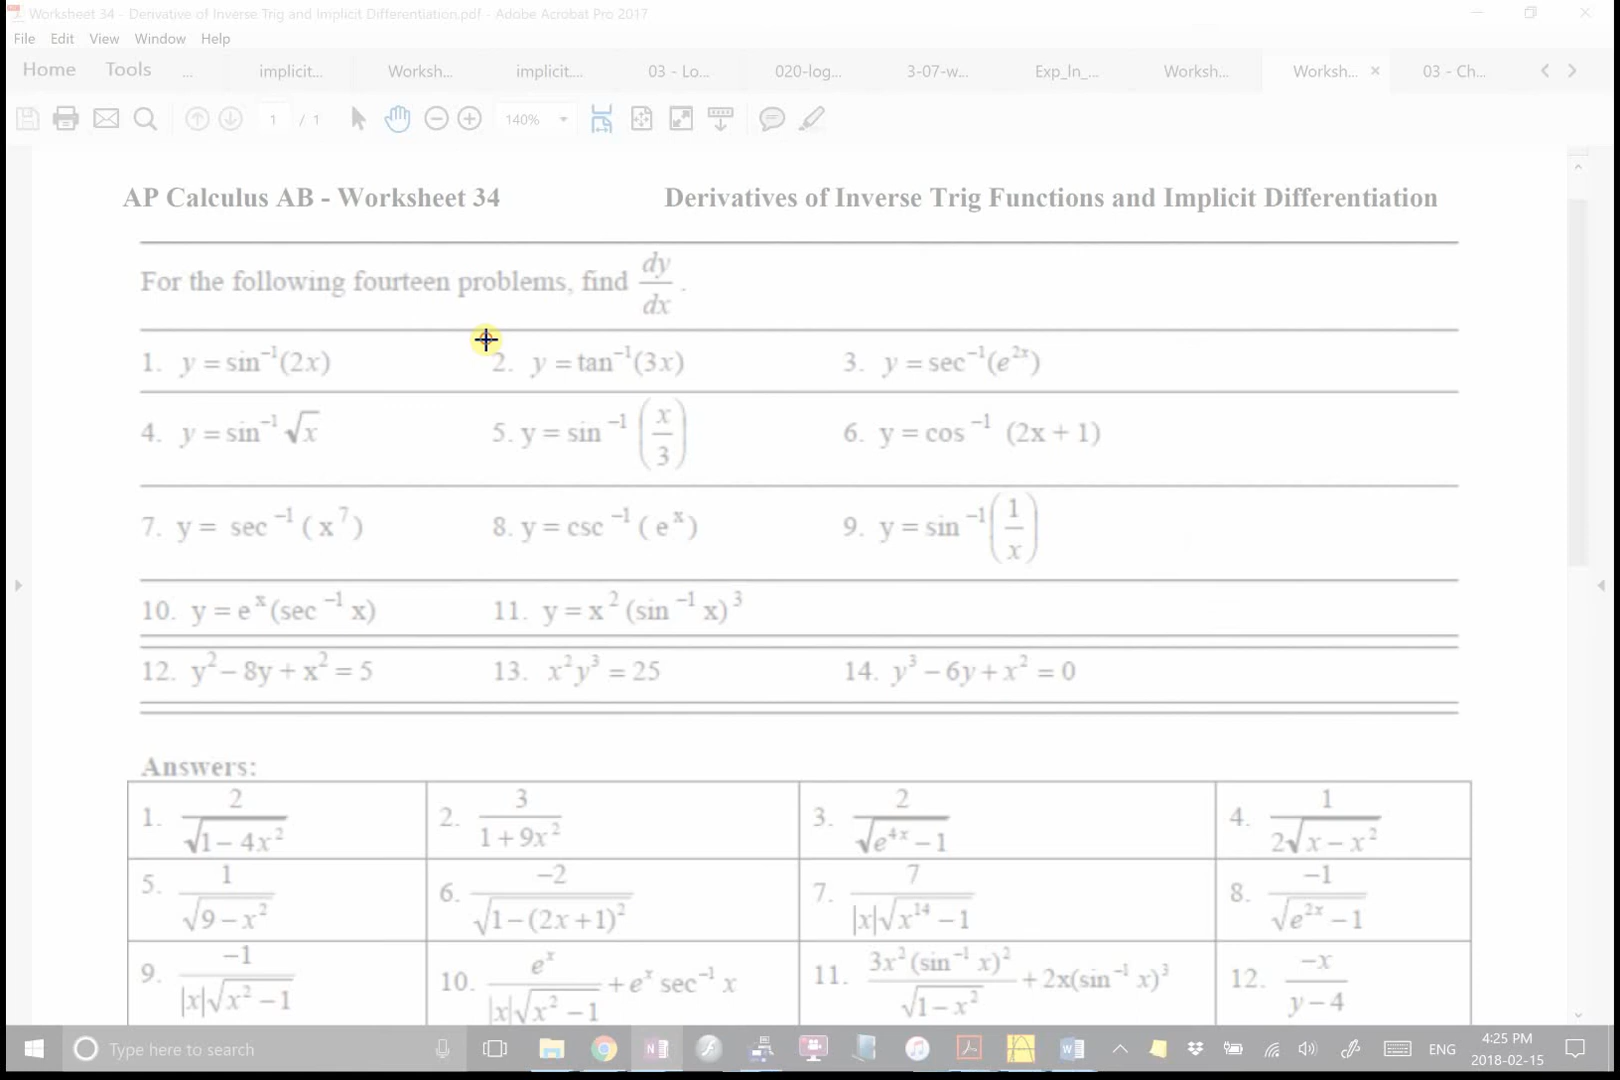 Worksheet 34 - Derivative of Inverse Trig and Implicit Differentiation.pdf - Adobe Acrobat Pro 2017
File Edit View Window Help
Home Tools ... implicit... Worksh... implicit.... 03 - Lo... 020-log... 3-07-w... Exp_ln_... Worksh... Worksh... × 03 - Ch...
1 / 1 140%
AP Calculus AB - Worksheet 34 Derivatives of Inverse Trig Functions and Implicit Differentiation
For the following fourteen problems, find dy/dx .
1. y = sin⁻¹(2x) 2. y = tan⁻¹(3x) 3. y = sec⁻¹(e²ˣ)
4. y = sin⁻¹ √x 5. y = sin ⁻¹ (x/3) 6. y = cos ⁻¹ (2x + 1)
7. y = sec ⁻¹ ( x⁷ ) 8. y = csc ⁻¹ ( eˣ ) 9. y = sin ⁻¹ (1/x)
10. y = eˣ (sec ⁻¹ x) 11. y = x² (sin ⁻¹ x)³
12. y² – 8y + x² = 5 13. x²y³ = 25 14. y³ – 6y + x² = 0
Answers:
1. 2/√(1 – 4x²) 2. 3/(1 + 9x²) 3. 2/√(e⁴ˣ – 1) 4. 1/(2√(x – x²))
5. 1/√(9 – x²) 6. –2/√(1 – (2x + 1)²) 7. 7/(|x|√(x¹⁴ – 1)) 8. –1/√(e²ˣ – 1)
9. –1/(|x|√(x² – 1)) 10. eˣ/(|x|√(x² – 1)) + eˣ sec⁻¹ x 11. 3x² (sin⁻¹ x)²/√(1 – x²) + 2x(sin⁻¹ x)³ 12. –x/(y – 4)
Type here to search ENG 4:25 PM
2018-02-15